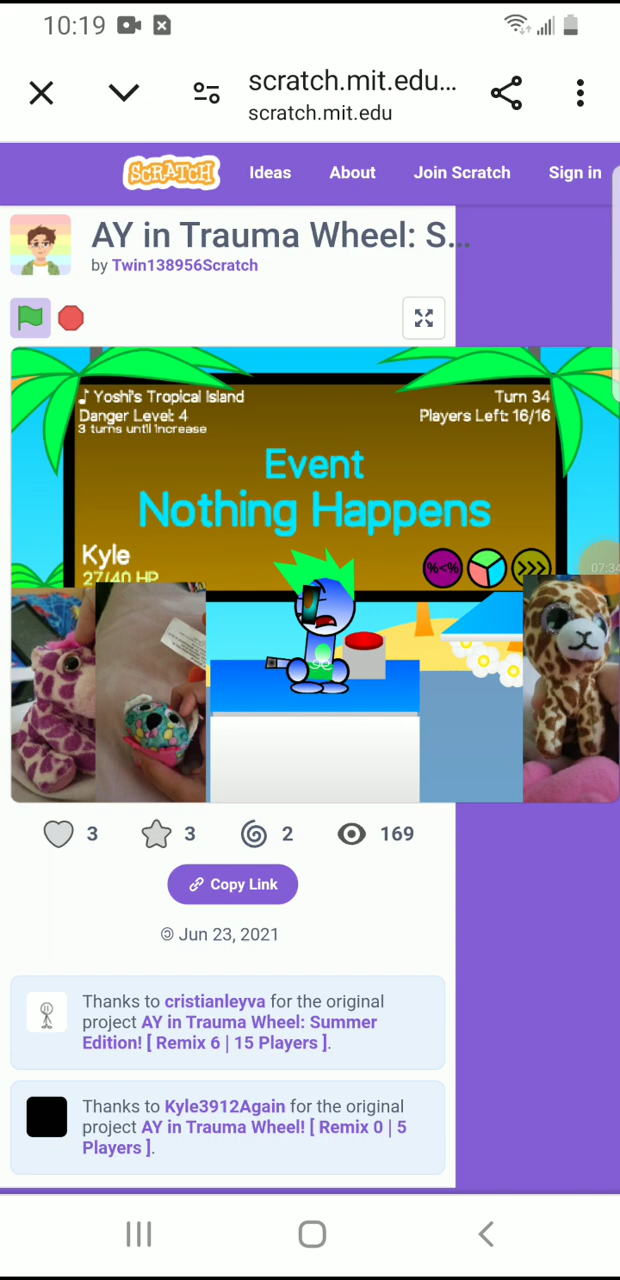 10:19
scratch.mit.edu...
scratch.mit.edu
SCRATCH
Ideas
About
Join Scratch
Sign in
AY in Trauma Wheel: S...
by Twin138956Scratch
♪ Yoshi's Tropical Island
Turn 34
Danger Level: 4
Players Left: 16/16
3 turns until increase
Event
Nothing Happens
Kyle
27/40 HP
%<%
>>>
07:34
3
3
2
169
Copy Link
Jun 23, 2021
Thanks to cristianleyva for the original
project AY in Trauma Wheel: Summer
Edition! [ Remix 6 | 15 Players ].
Thanks to Kyle3912Again for the original
project AY in Trauma Wheel! [ Remix 0 | 5
Players ].